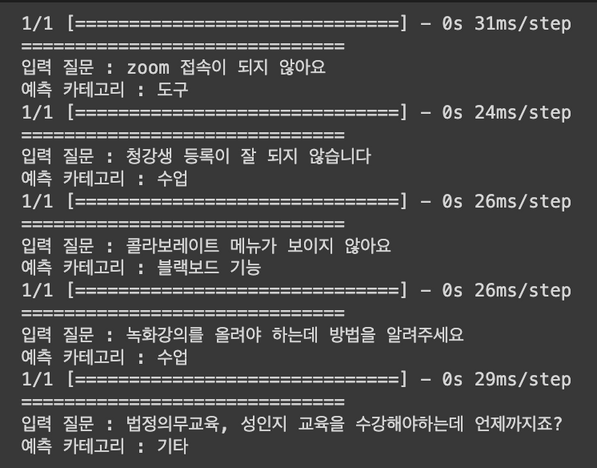 1/1 [==============================] - 0s 31ms/step
==============================
입력 질문 : zoom 접속이 되지 않아요
예측 카테고리 : 도구
1/1 [==============================] - 0s 24ms/step
==============================
입력 질문 : 청강생 등록이 잘 되지 않습니다
예측 카테고리 : 수업
1/1 [==============================] - 0s 26ms/step
==============================
입력 질문 : 콜라보레이트 메뉴가 보이지 않아요
예측 카테고리 : 블랙보드 기능
1/1 [==============================] - 0s 26ms/step
==============================
입력 질문 : 녹화강의를 올려야 하는데 방법을 알려주세요
예측 카테고리 : 수업
1/1 [==============================] - 0s 29ms/step
==============================
입력 질문 : 법정의무교육, 성인지 교육을 수강해야하는데 언제까지죠?
예측 카테고리 : 기타